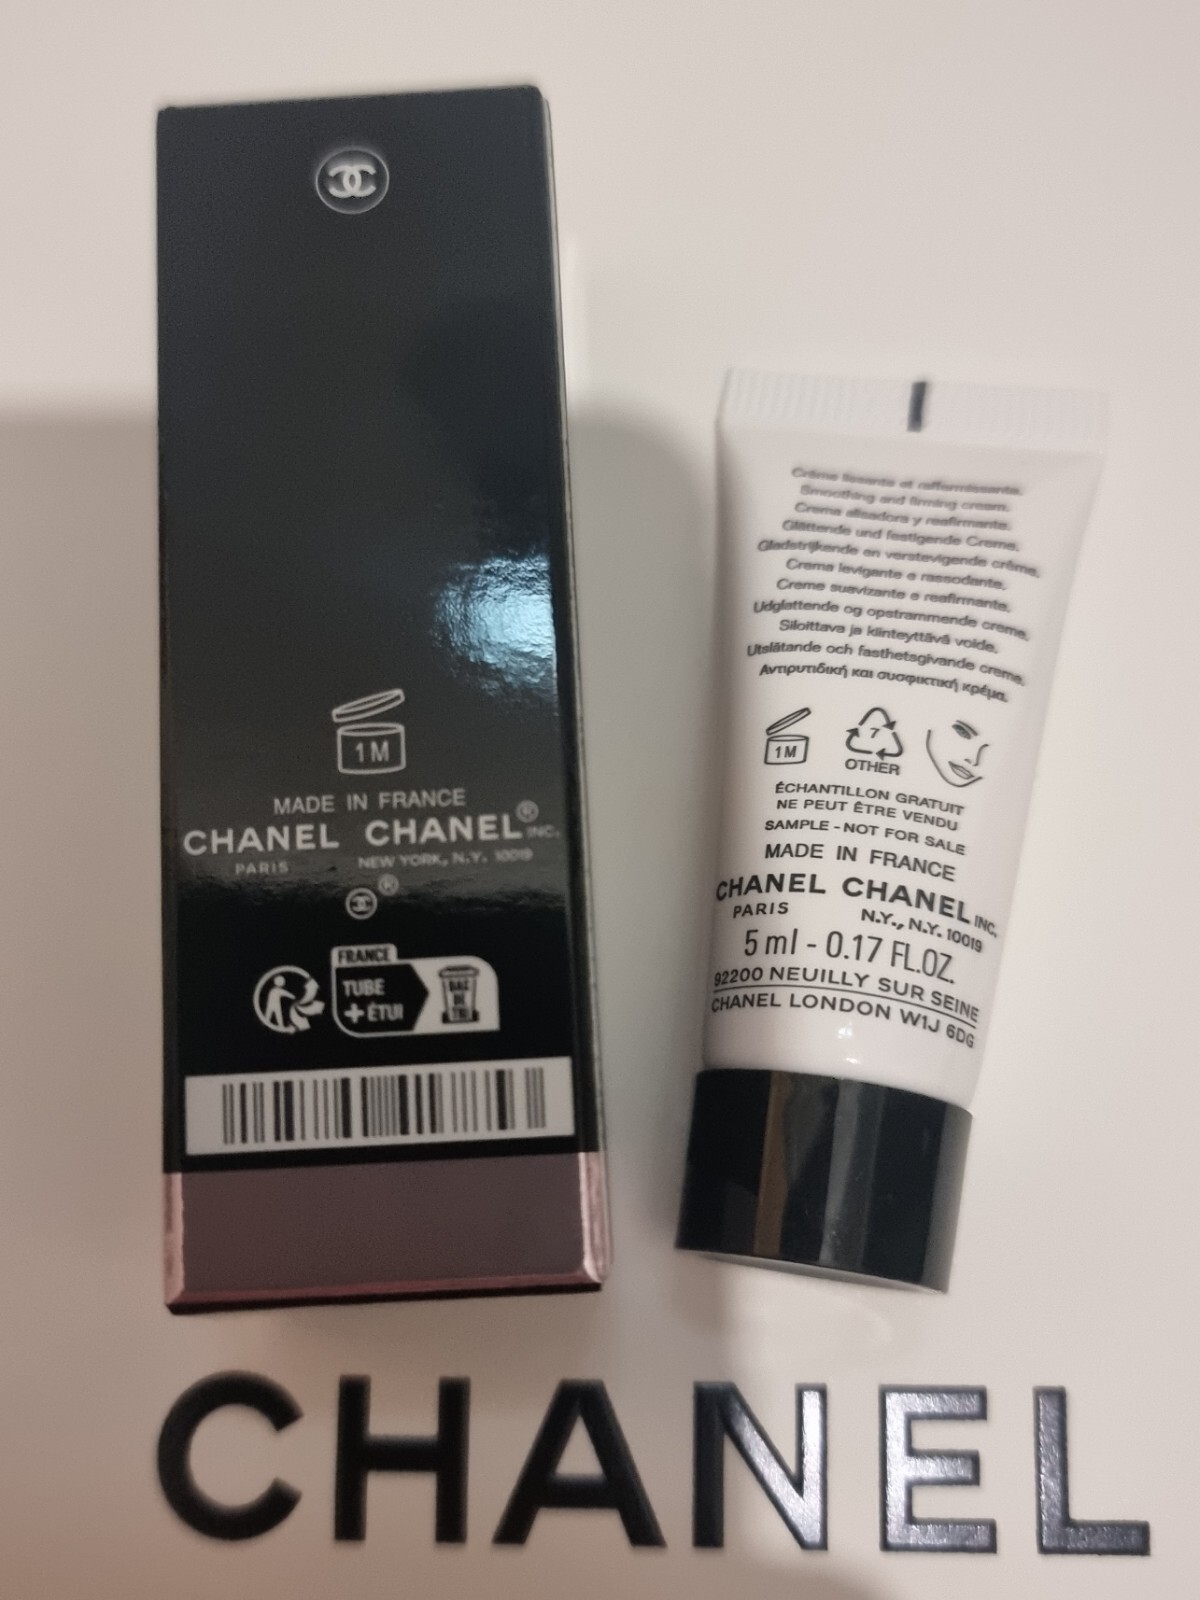 1M
MADE IN FRANCE
CHANEL CHANEL® INC.
PARIS NEW YORK, N.Y. 10019
®
FRANCE
TUBE
+ ÉTUI
BAC
DE
TRI
Crème lissante et raffermissante.
Smoothing and firming cream.
Crema alisadora y reafirmante.
Glättende und festigende Creme.
Gladstrijkende en verstevigende crème.
Crema levigante e rassodante.
Creme suavizante e reafirmante.
Udglattende og opstrammende creme.
Siloittava ja kiinteyttävä voide.
Utslätande och fasthetsgivande creme.
Αντιρυτιδική και συσφικτική κρέμα.
1M
7
OTHER
ÉCHANTILLON GRATUIT
NE PEUT ÊTRE VENDU
SAMPLE - NOT FOR SALE
MADE IN FRANCE
CHANEL CHANEL INC.
PARIS N.Y., N.Y. 10019
5 ml - 0.17 FL.OZ.
92200 NEUILLY SUR SEINE
CHANEL LONDON W1J 6DG
CHANEL